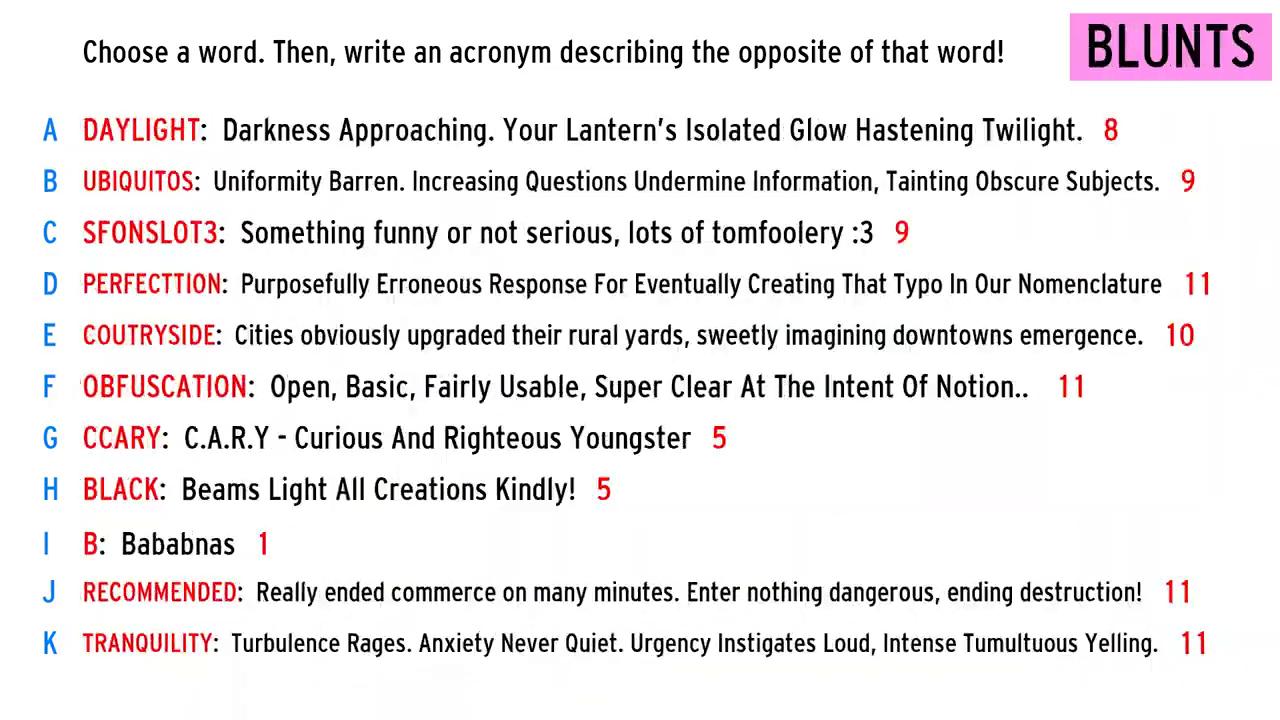 Choose a word. Then, write an acronym describing the opposite of that word!
BLUNTS
A DAYLIGHT: Darkness Approaching. Your Lantern's Isolated Glow Hastening Twilight. 8
B UBIQUITOS: Uniformity Barren. Increasing Questions Undermine Information, Tainting Obscure Subjects. 9
C SFONSLOT3: Something funny or not serious, lots of tomfoolery :3 9
D PERFECTTION: Purposefully Erroneous Response For Eventually Creating That Typo In Our Nomenclature 11
E COUTRYSIDE: Cities obviously upgraded their rural yards, sweetly imagining downtowns emergence. 10
F OBFUSCATION: Open, Basic, Fairly Usable, Super Clear At The Intent Of Notion.. 11
G CCARY: C.A.R.Y - Curious And Righteous Youngster 5
H BLACK: Beams Light All Creations Kindly! 5
I B: Bababnas 1
J RECOMMENDED: Really ended commerce on many minutes. Enter nothing dangerous, ending destruction! 11
K TRANQUILITY: Turbulence Rages. Anxiety Never Quiet. Urgency Instigates Loud, Intense Tumultuous Yelling. 11